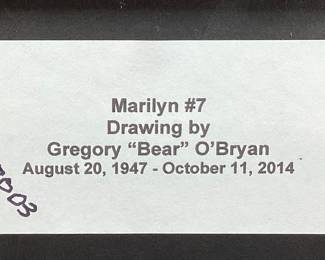 Marilyn #7
Drawing by
Gregory “Bear” O’Bryan
August 20, 1947 - October 11, 2014